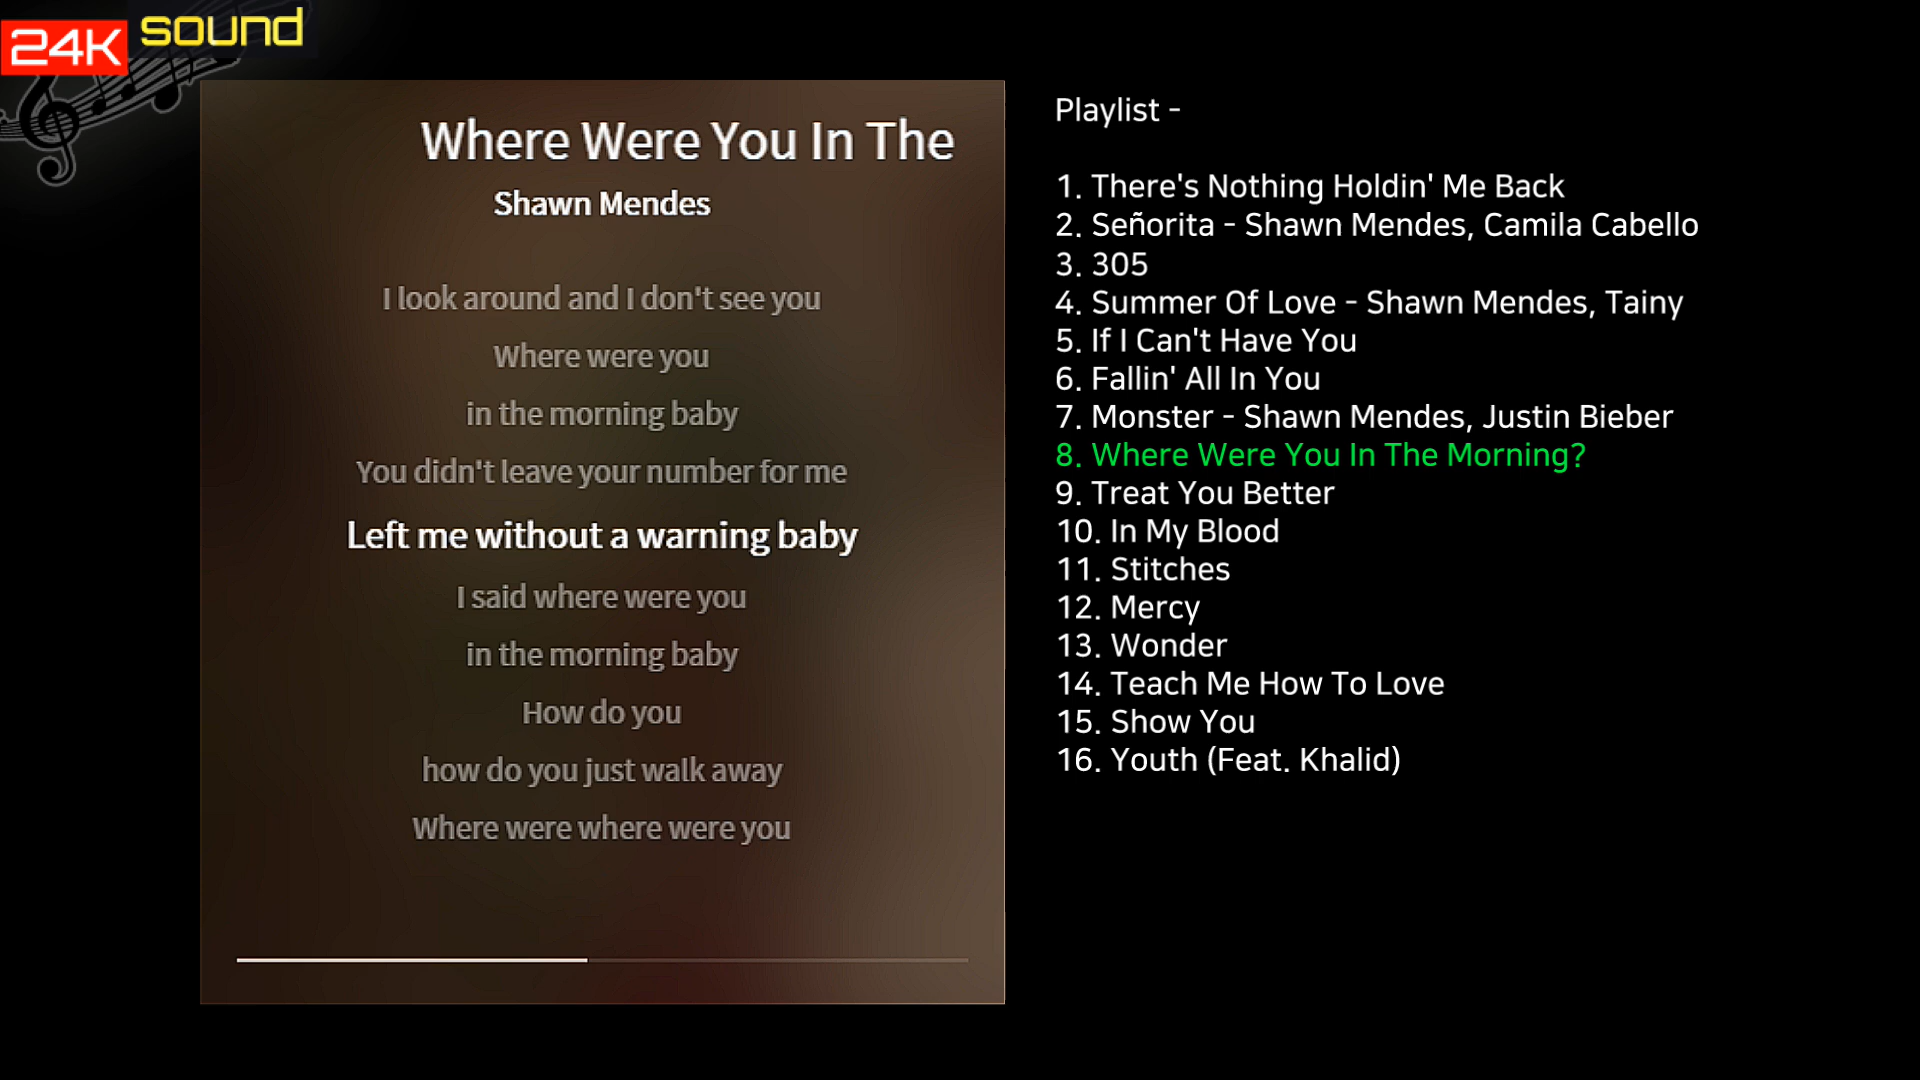 24K sound
Where Were You In The
Shawn Mendes
I look around and I don't see you
Where were you
in the morning baby
You didn't leave your number for me
Left me without a warning baby
I said where were you
in the morning baby
How do you
how do you just walk away
Where were where were you
Playlist -
1. There's Nothing Holdin' Me Back
2. Señorita - Shawn Mendes, Camila Cabello
3. 305
4. Summer Of Love - Shawn Mendes, Tainy
5. If I Can't Have You
6. Fallin' All In You
7. Monster - Shawn Mendes, Justin Bieber
8. Where Were You In The Morning?
9. Treat You Better
10. In My Blood
11. Stitches
12. Mercy
13. Wonder
14. Teach Me How To Love
15. Show You
16. Youth (Feat. Khalid)